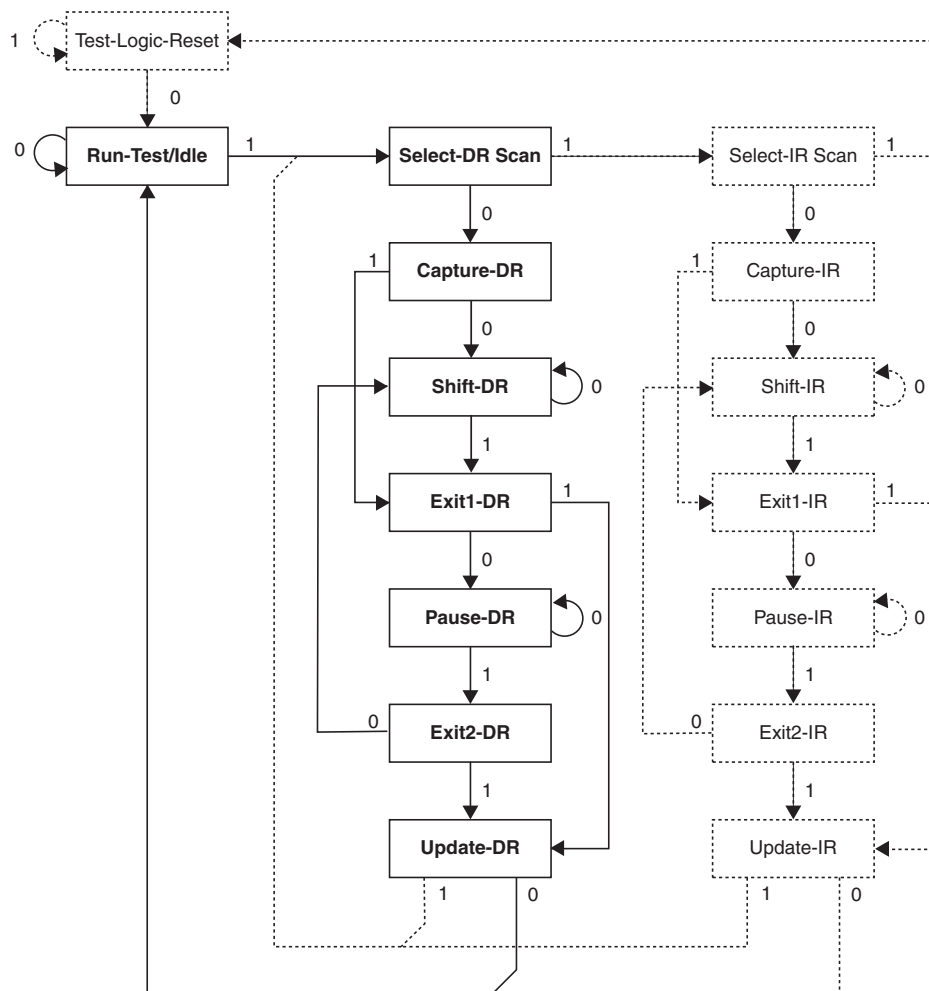 1 Test-Logic-Reset
0
0 Run-Test/Idle 1 Select-DR Scan 1 Select-IR Scan 1
0 0
1 Capture-DR 1 Capture-IR
0 0
Shift-DR 0 Shift-IR 0
1 1
Exit1-DR 1 Exit1-IR 1
0 0
Pause-DR 0 Pause-IR 0
1 1
0 Exit2-DR 0 Exit2-IR
1 1
Update-DR Update-IR
1 0 1 0